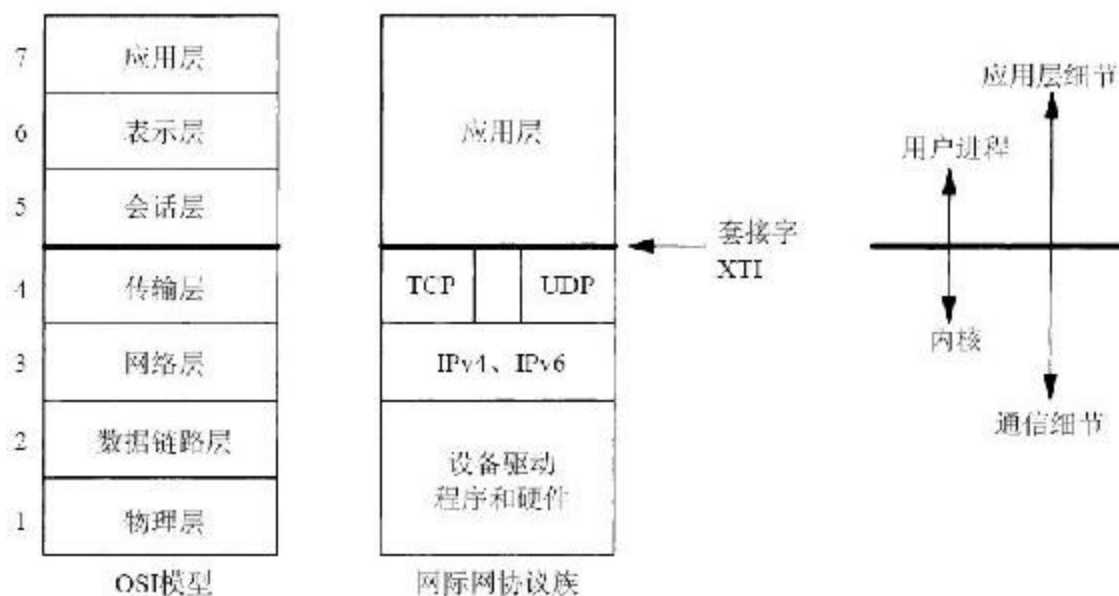 7
应用层
6
表示层
5
会话层
4
传输层
3
网络层
2
数据链路层
1
物理层
OSI模型
应用层
TCP
UDP
IPv4、IPv6
设备驱动
程序和硬件
网际网协议族
套接字
XTI
应用层细节
用户进程
内核
通信细节